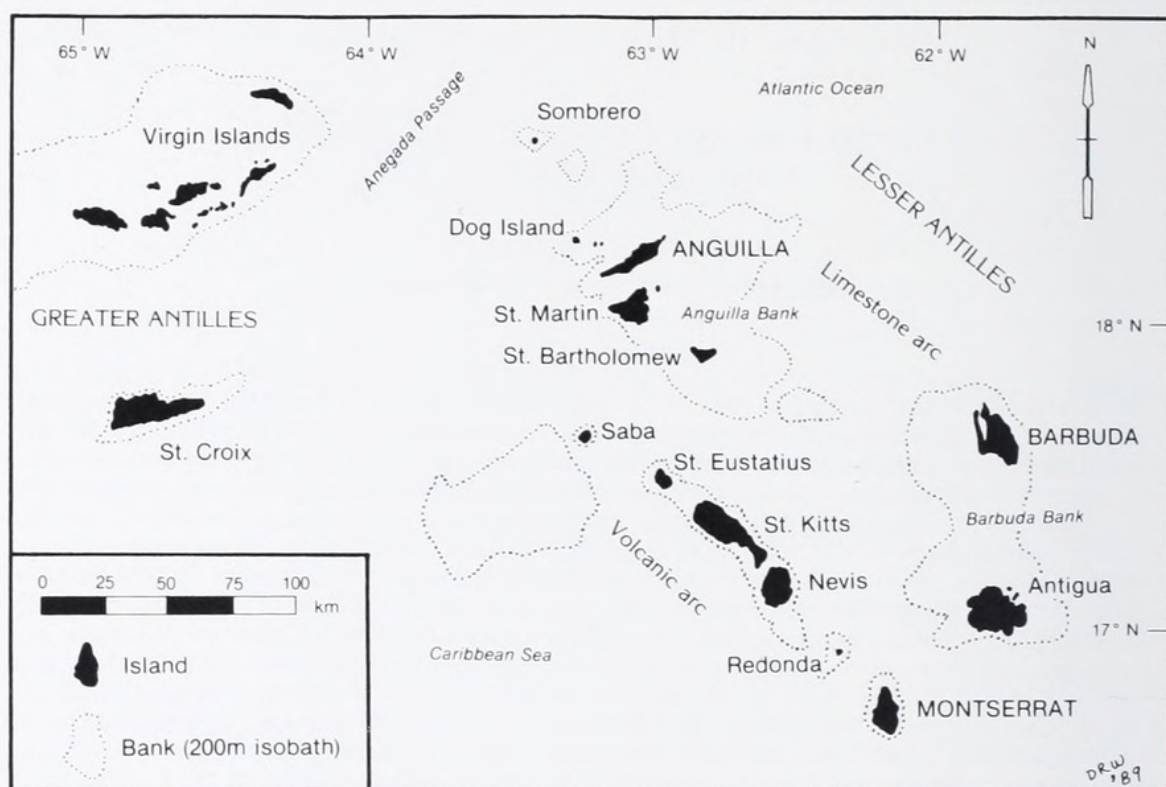 65° W
64° W
63° W
62° W
N
Atlantic Ocean
Anegada Passage
Sombrero
Virgin Islands
LESSER ANTILLES
Dog Island
ANGUILLA
Limestone arc
GREATER ANTILLES
St. Martin
Anguilla Bank
18° N
St. Bartholomew
Saba
BARBUDA
St. Croix
St. Eustatius
St. Kitts
Barbuda Bank
Volcanic arc
Nevis
Antigua
17° N
Caribbean Sea
Redonda
MONTSERRAT
0 25 50 75 100
km
Island
Bank (200m isobath)
DRW '89